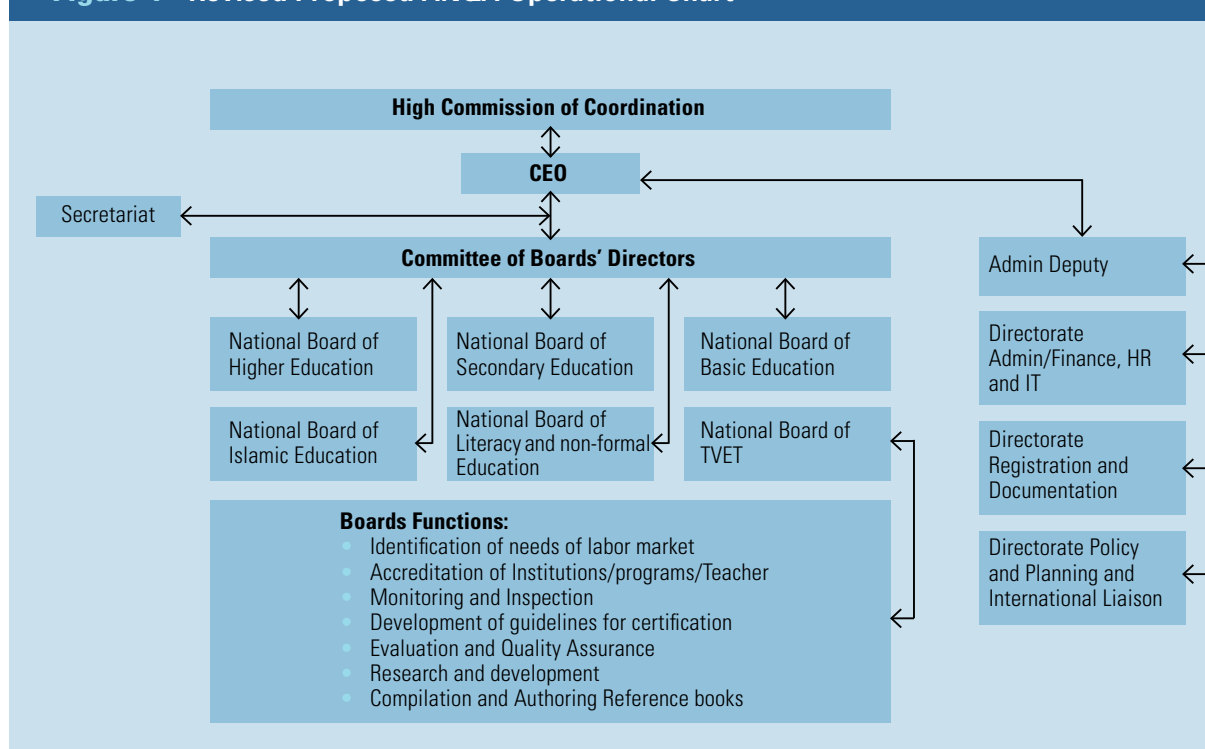 High Commission of Coordination
CEO
Secretariat
Committee of Boards' Directors
Admin Deputy
National Board of
Higher Education
National Board of
Secondary Education
National Board of
Basic Education
Directorate
Admin/Finance, HR
and IT
National Board of
Islamic Education
National Board of
Literacy and non-formal
Education
National Board of
TVET
Directorate
Registration and
Documentation
Boards Functions:
• Identification of needs of labor market
• Accreditation of Institutions/programs/Teacher
• Monitoring and Inspection
• Development of guidelines for certification
• Evaluation and Quality Assurance
• Research and development
• Compilation and Authoring Reference books
Directorate Policy
and Planning and
International Liaison